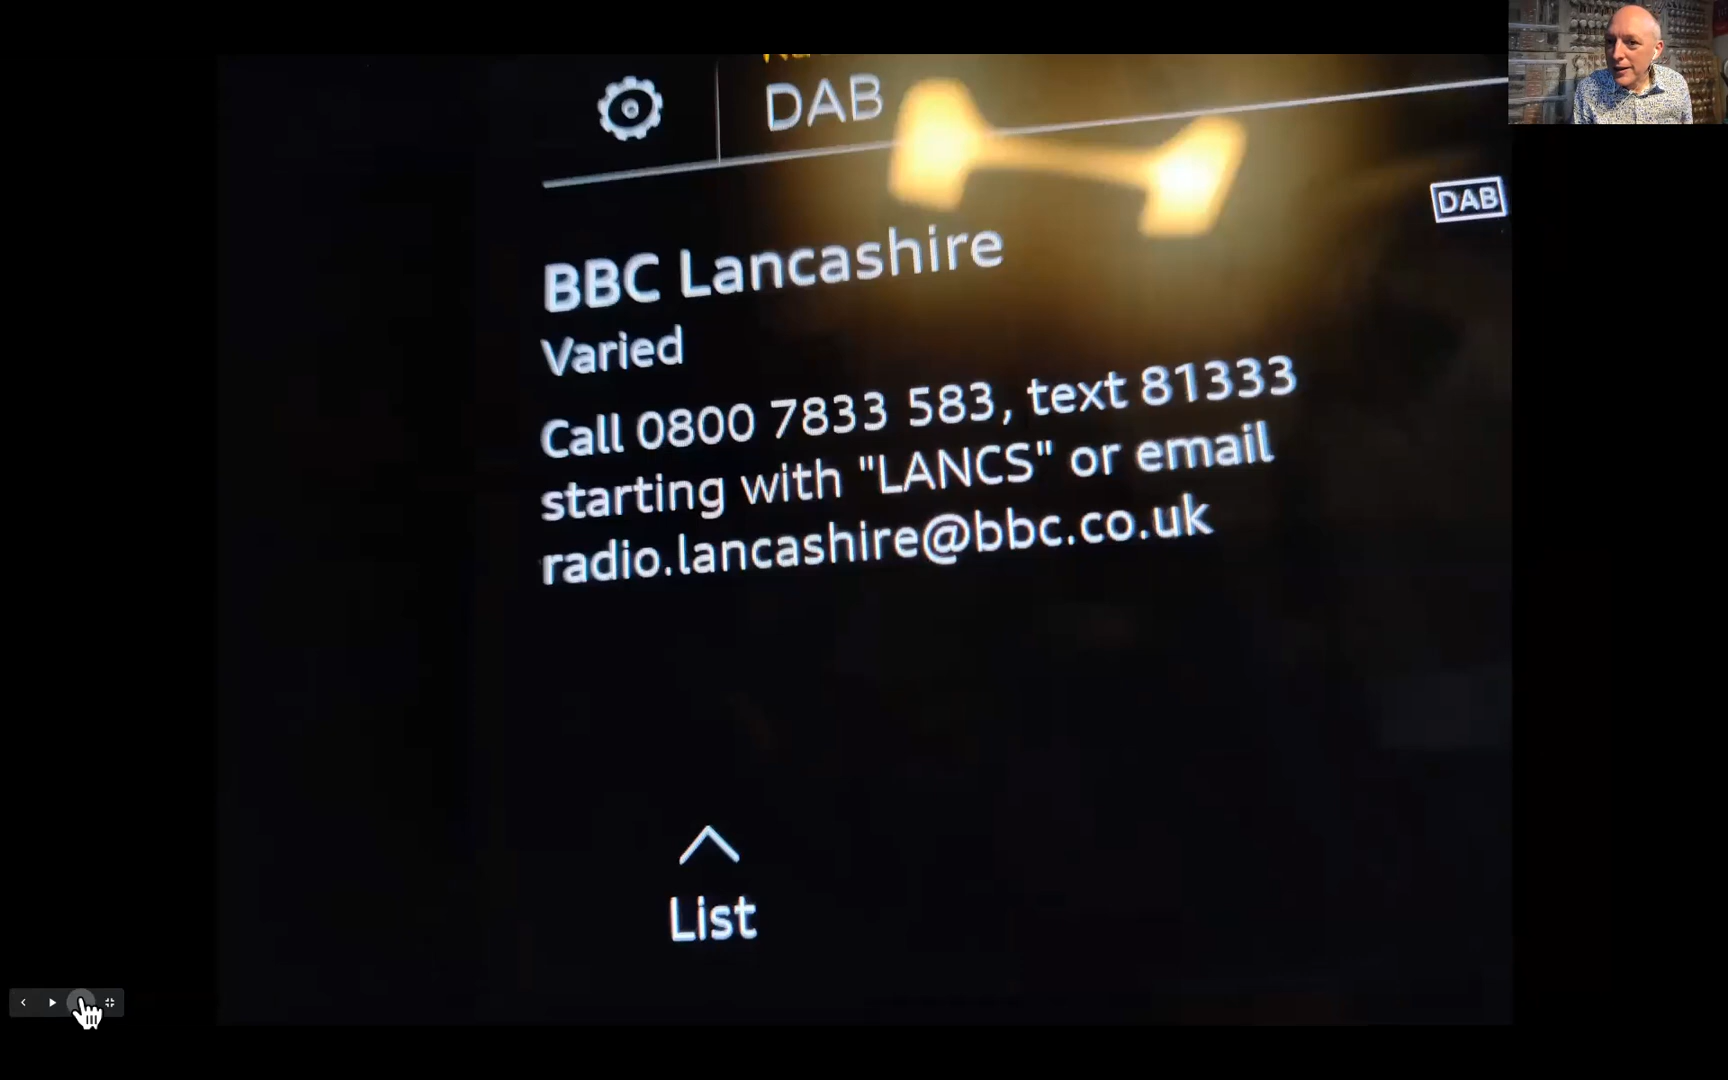 DAB
DAB
BBC Lancashire
Varied
Call 0800 7833 583, text 81333
starting with "LANCS" or email
radio.lancashire@bbc.co.uk
List